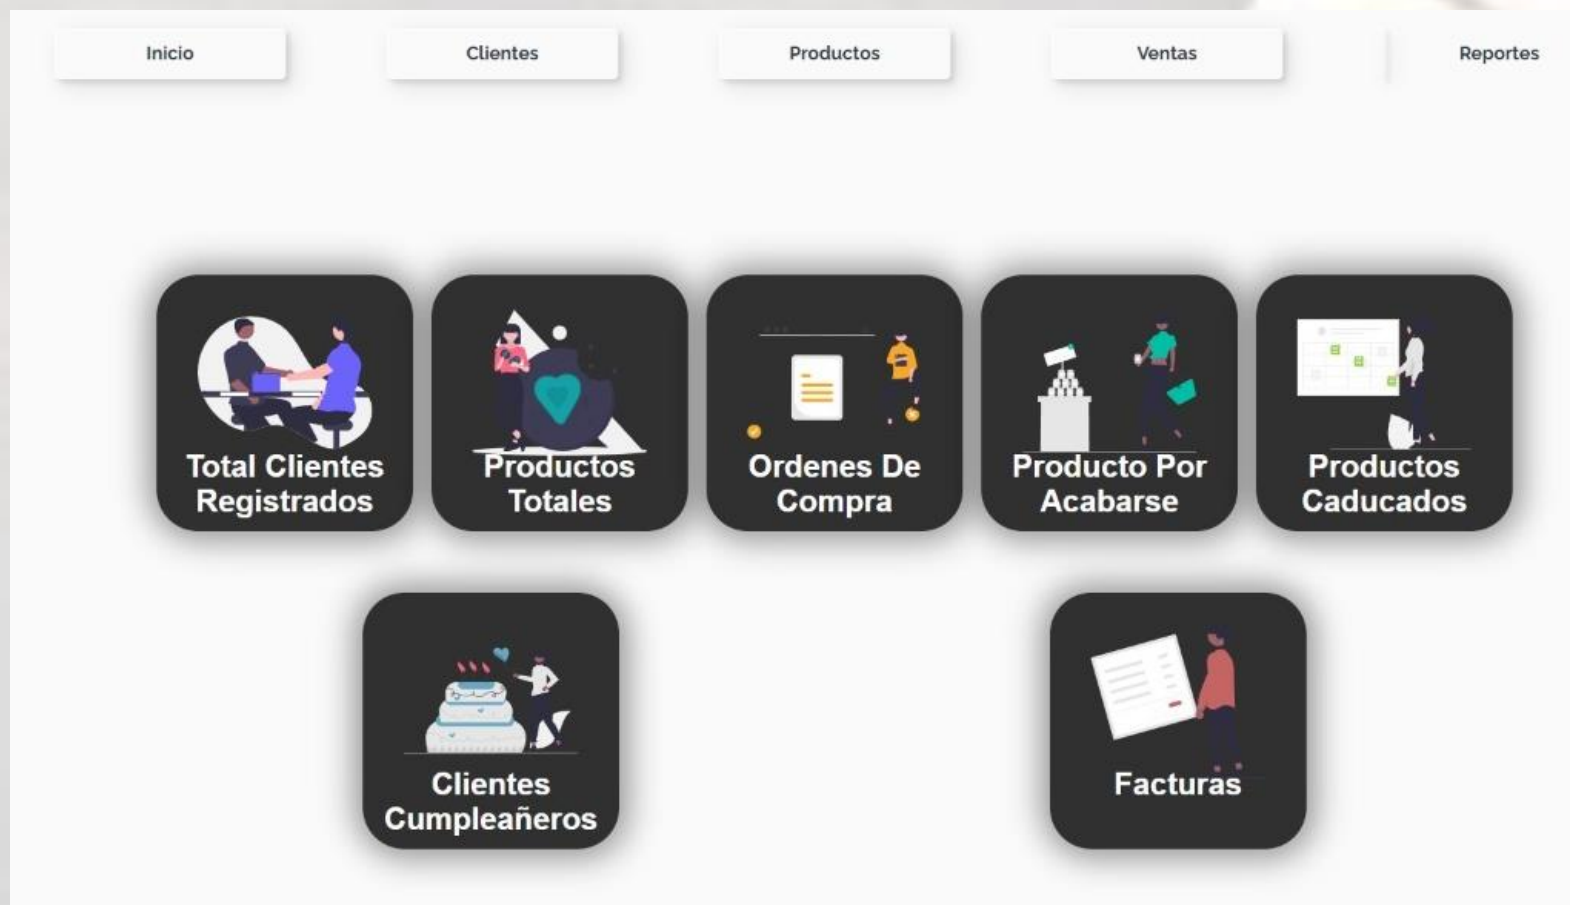 Inicio
Clientes
Productos
Ventas
Reportes
Total Clientes
Registrados
Productos
Totales
Ordenes De
Compra
Producto Por
Acabarse
Productos
Caducados
Clientes
Cumpleañeros
Facturas